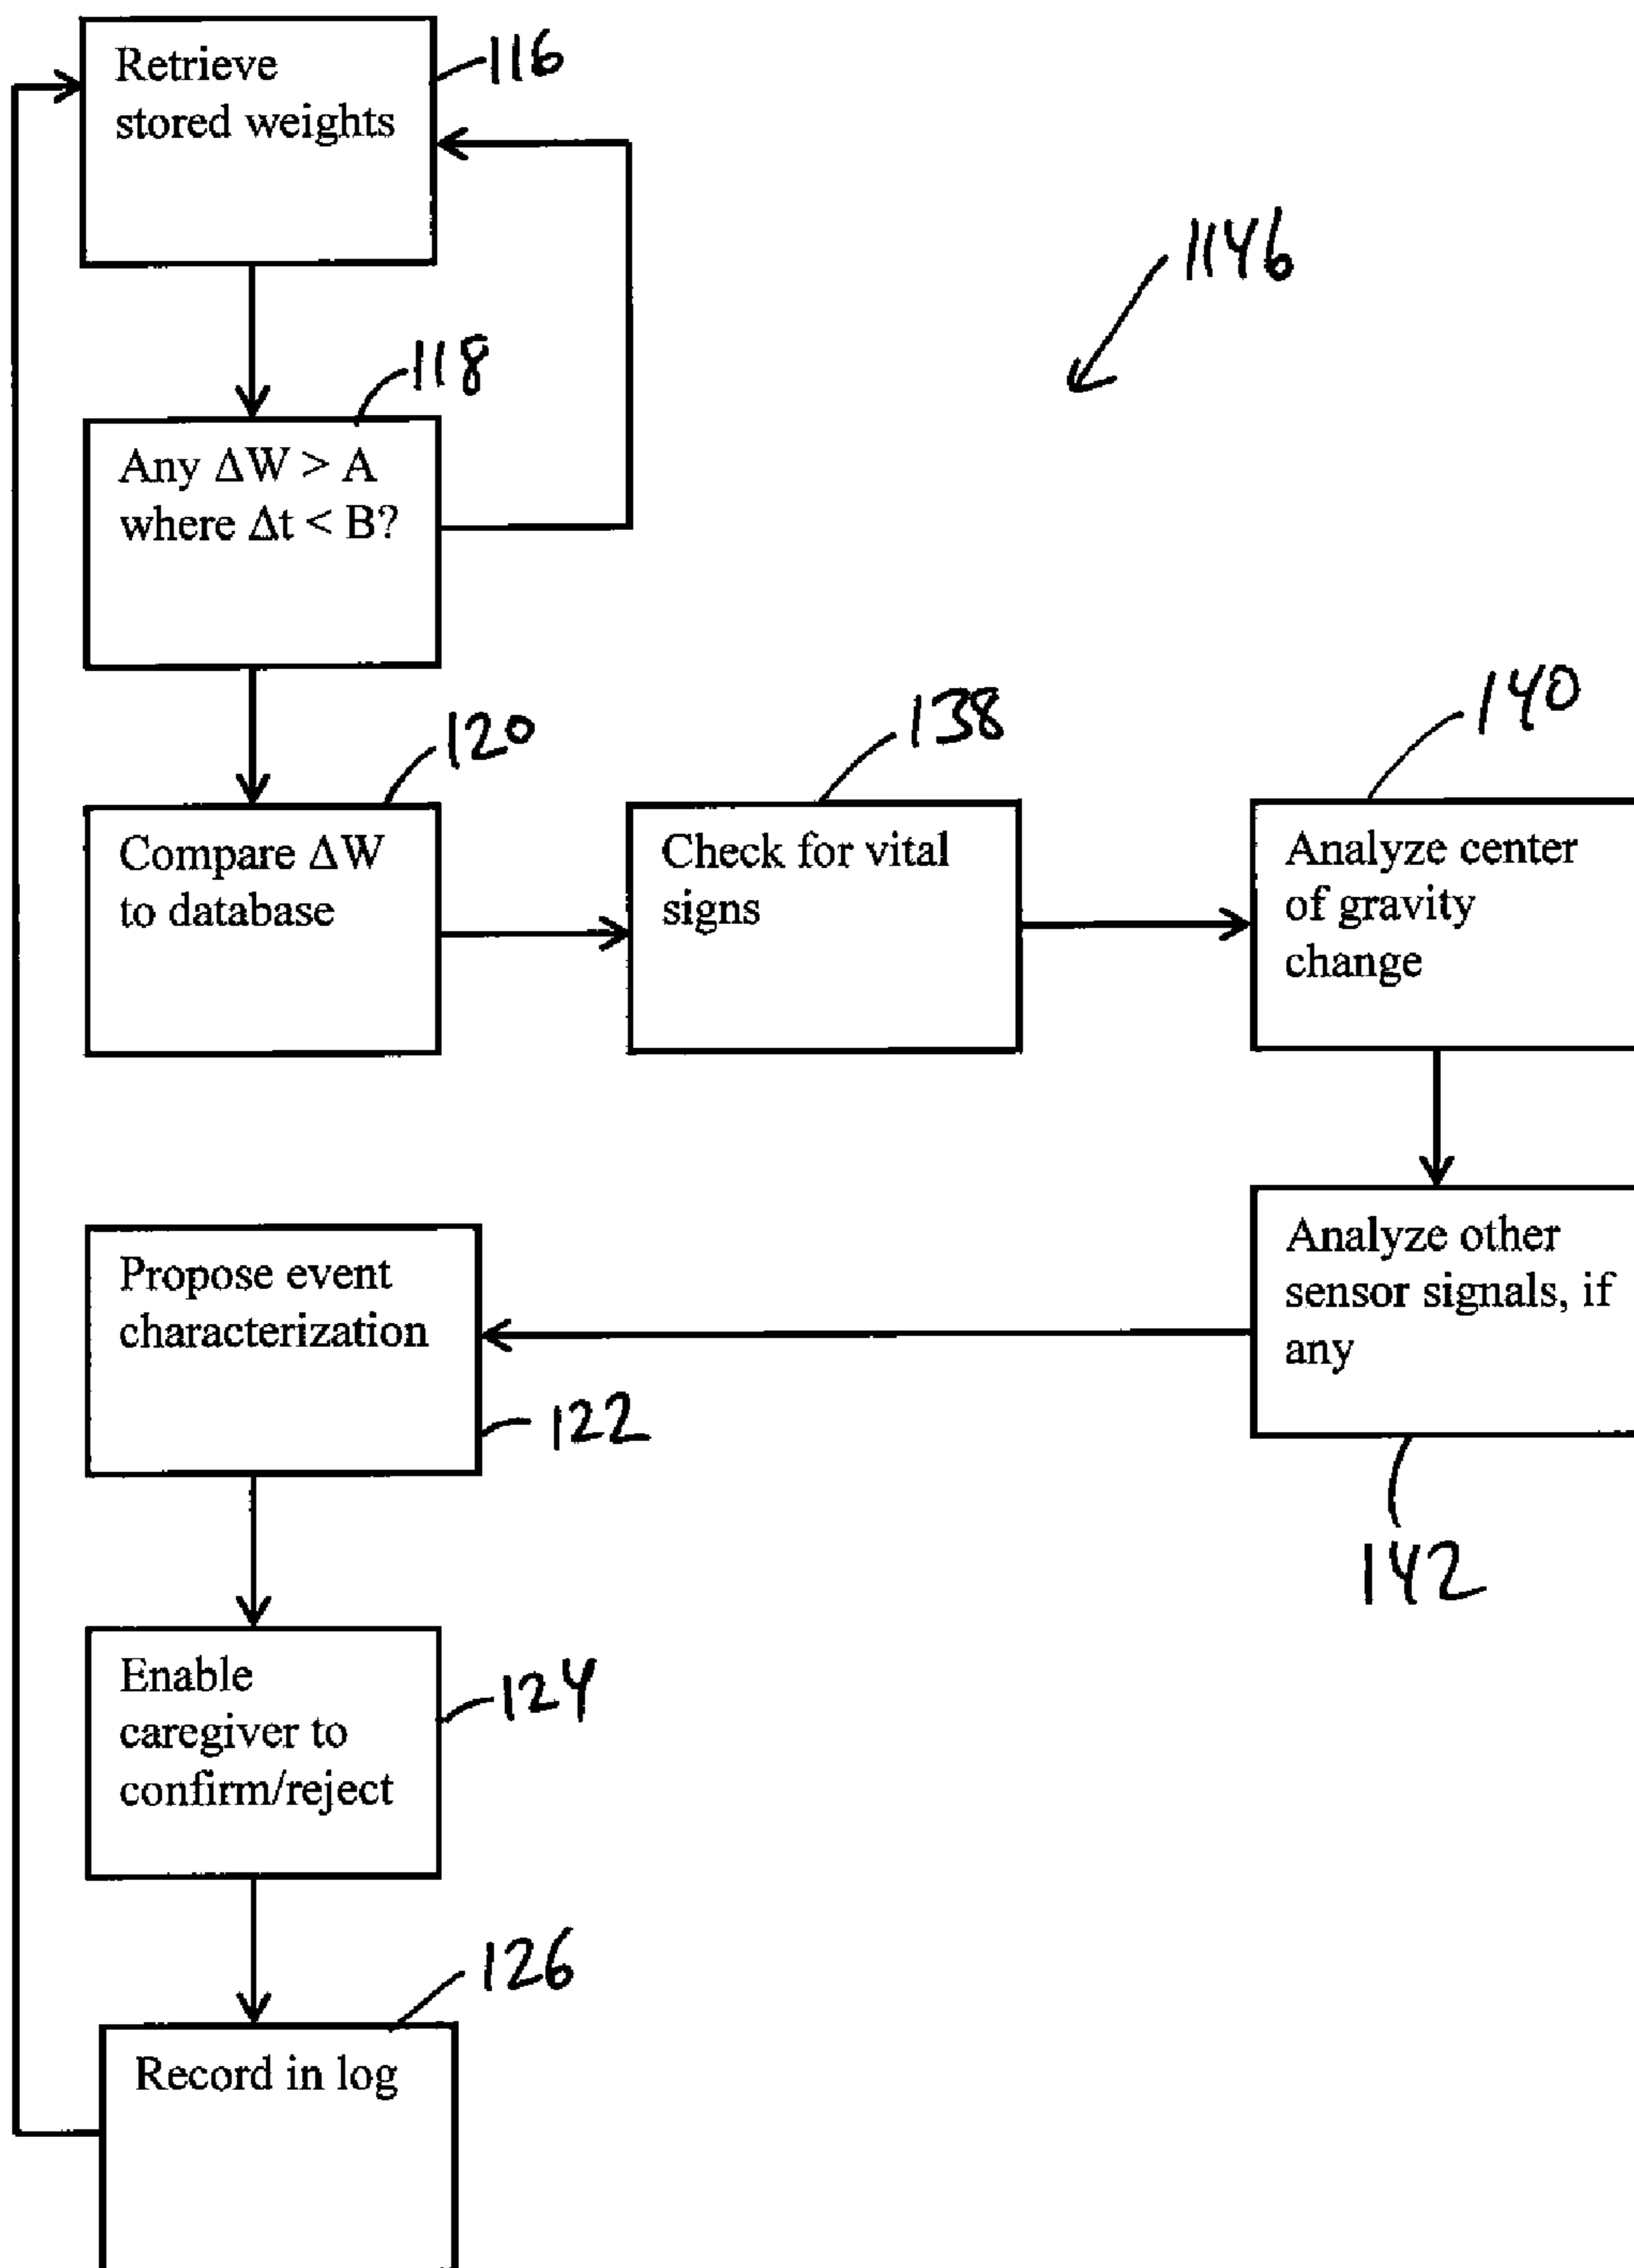 Retrieve
stored weights
116
1146
118
Any ΔW > A
where Δt < B?
120
138
140
Compare ΔW
to database
Check for vital
signs
Analyze center
of gravity
change
Analyze other
sensor signals, if
any
142
Propose event
characterization
122
Enable
caregiver to
confirm/reject
124
126
Record in log